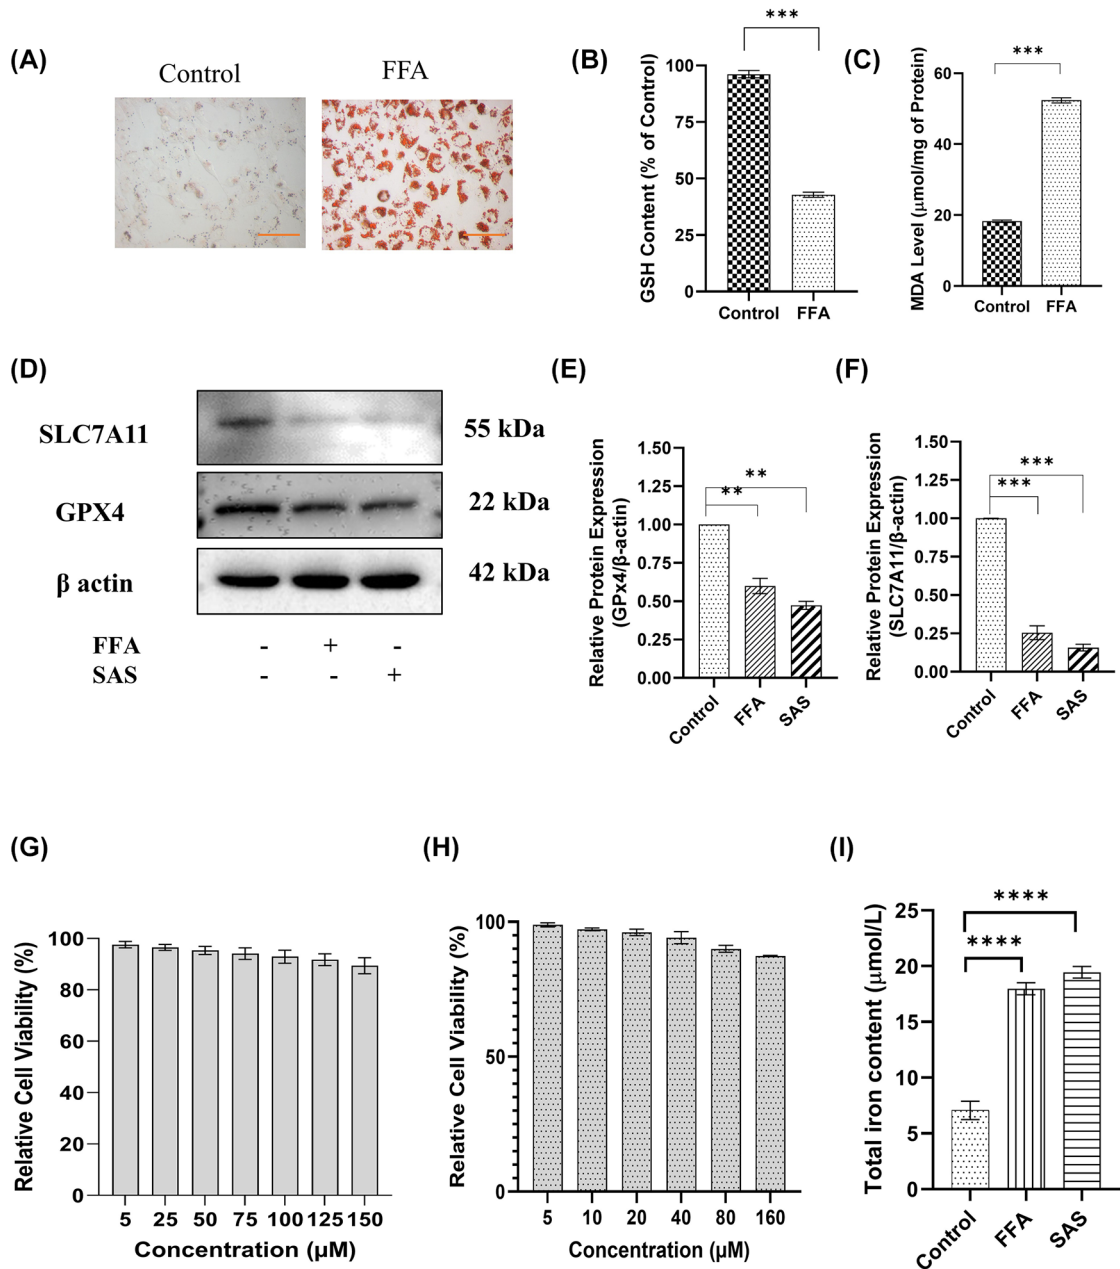 (A)
Control
FFA
(B)
***
GSH Content (% of Control)
100
75
50
25
0
Control
FFA
(C)
***
MDA Level (μmol/mg of Protein)
60
40
20
0
Control
FFA
(D)
SLC7A11
55 kDa
GPX4
22 kDa
β actin
42 kDa
FFA - + -
SAS - - +
(E)
Relative Protein Expression
(GPx4/β-actin)
1.50
1.25
1.00
0.75
0.50
0.25
0.00
**
**
Control
FFA
SAS
(F)
Relative Protein Expression
(SLC7A11/β-actin)
1.50
1.25
1.00
0.75
0.50
0.25
0.00
***
***
Control
FFA
SAS
(G)
Relative Cell Viability (%)
100
80
60
40
20
0
5 25 50 75 100 125 150
Concentration (μM)
(H)
Relative Cell Viability (%)
100
50
0
5 10 20 40 80 160
Concentration (μM)
(I)
Total iron content (μmol/L)
25
20
15
10
5
0
****
****
Control
FFA
SAS